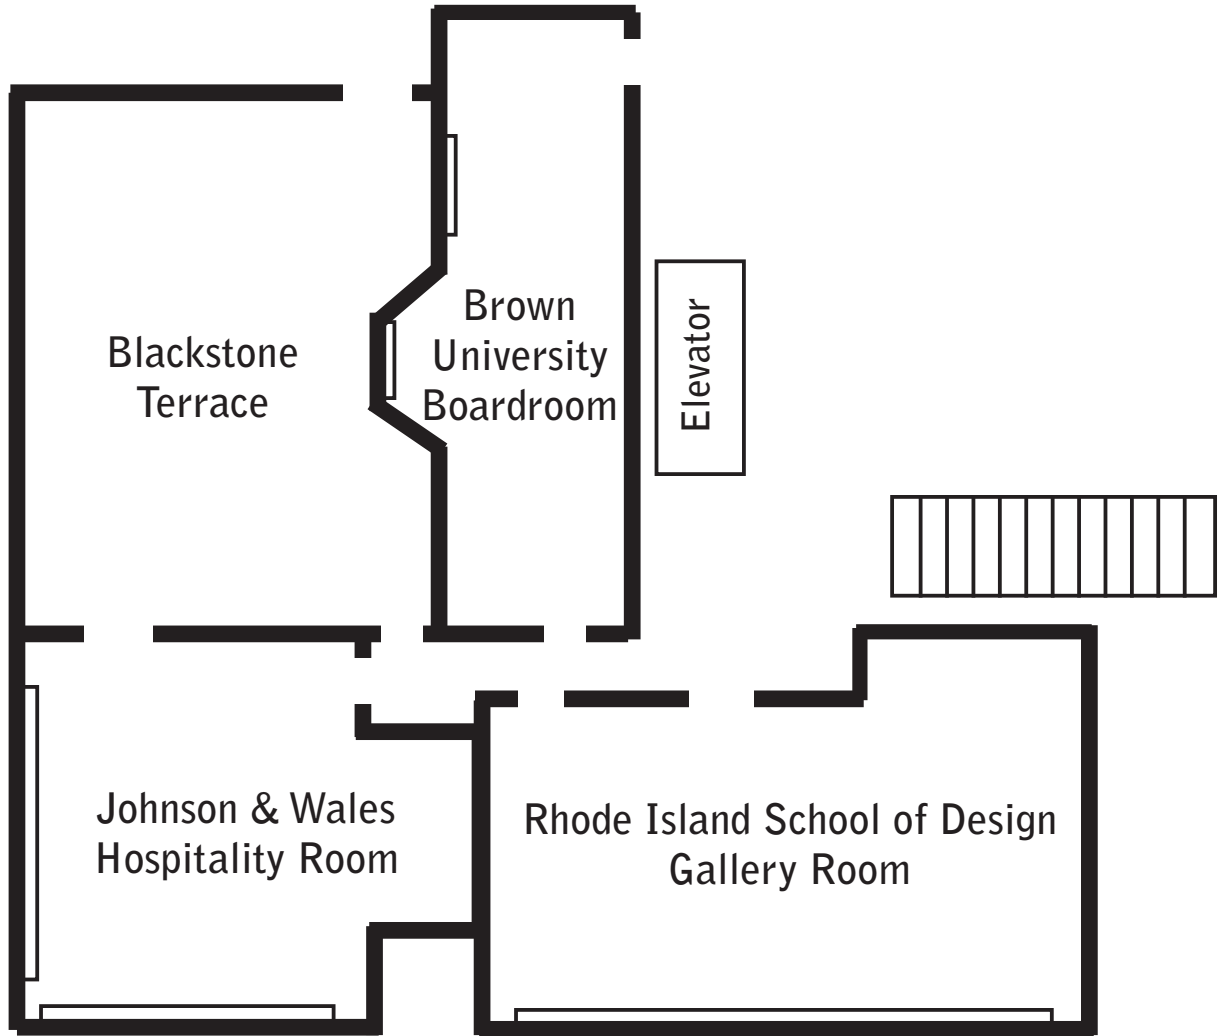 Blackstone
Terrace
Brown
University
Boardroom
Elevator
Johnson & Wales
Hospitality Room
Rhode Island School of Design
Gallery Room